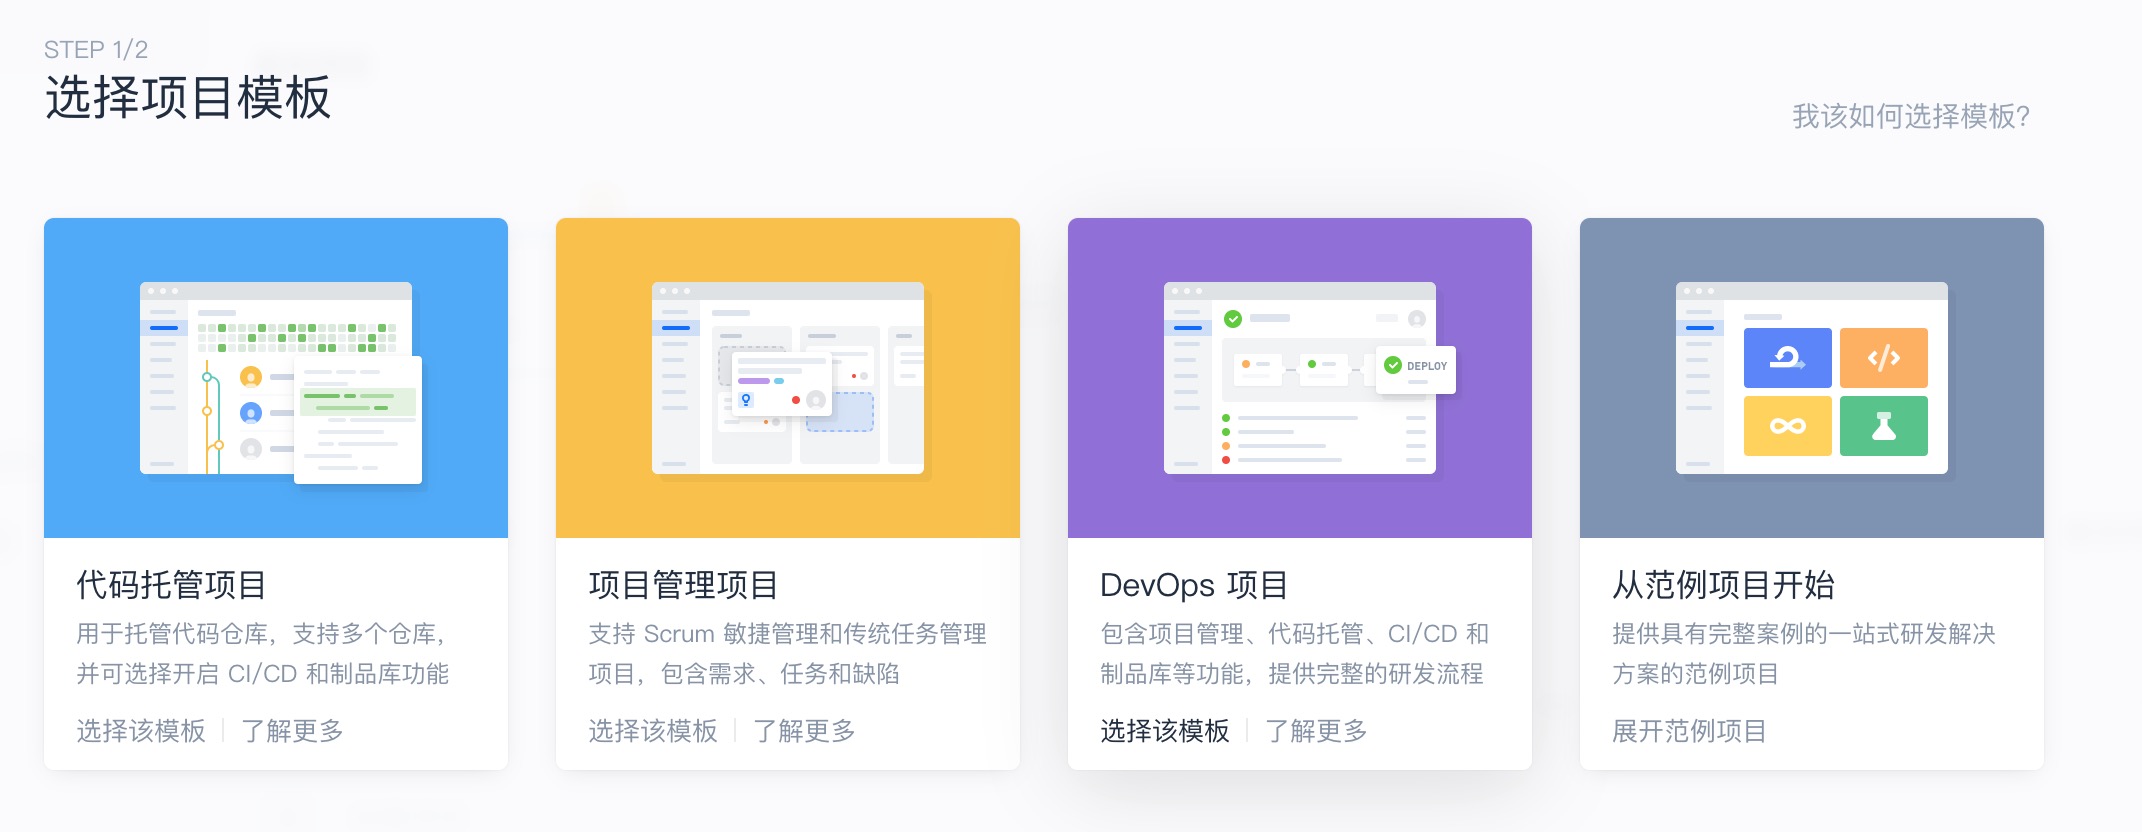 STEP 1/2
选择项目模板
我该如何选择模板?
DEPLOY
代码托管项目
用于托管代码仓库，支持多个仓库，
并可选择开启 CI/CD 和制品库功能
选择该模板 | 了解更多
项目管理项目
支持 Scrum 敏捷管理和传统任务管理
项目，包含需求、任务和缺陷
选择该模板 | 了解更多
DevOps 项目
包含项目管理、代码托管、CI/CD 和
制品库等功能，提供完整的研发流程
选择该模板 | 了解更多
从范例项目开始
提供具有完整案例的一站式研发解决
方案的范例项目
展开范例项目